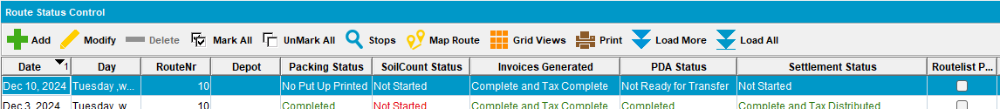 Route Status Control
Add Modify Delete Mark All UnMark All Stops Map Route Grid Views Print Load More Load All
Date 1 Day RouteNr Depot Packing Status SoilCount Status Invoices Generated PDA Status Settlement Status Routelist P...
Dec 10, 2024 Tuesday ,w... 10 No Put Up Printed Not Started Complete and Tax Complete Not Ready for Transfer Not Started
Dec 3, 2024 Tuesday ,w... 10 Completed Not Started Complete and Tax Complete Completed Complete and Tax Distributed